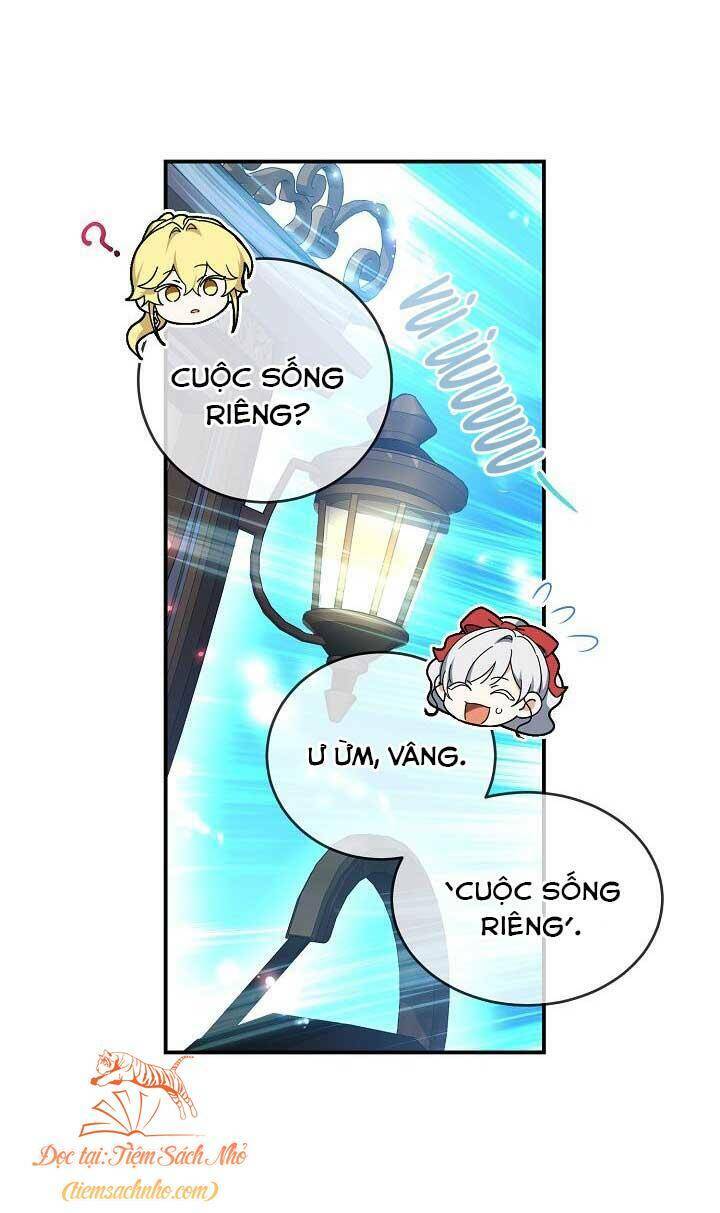 ?
CUỘC SỐNG
RIÊNG?
VÙ ÙUUUUU
Ư ỪM, VÂNG.
‵CUỘC SỐNG
RIÊNG′.
Đọc tại: Tiệm Sách Nhỏ
(tiemsachnho.com)